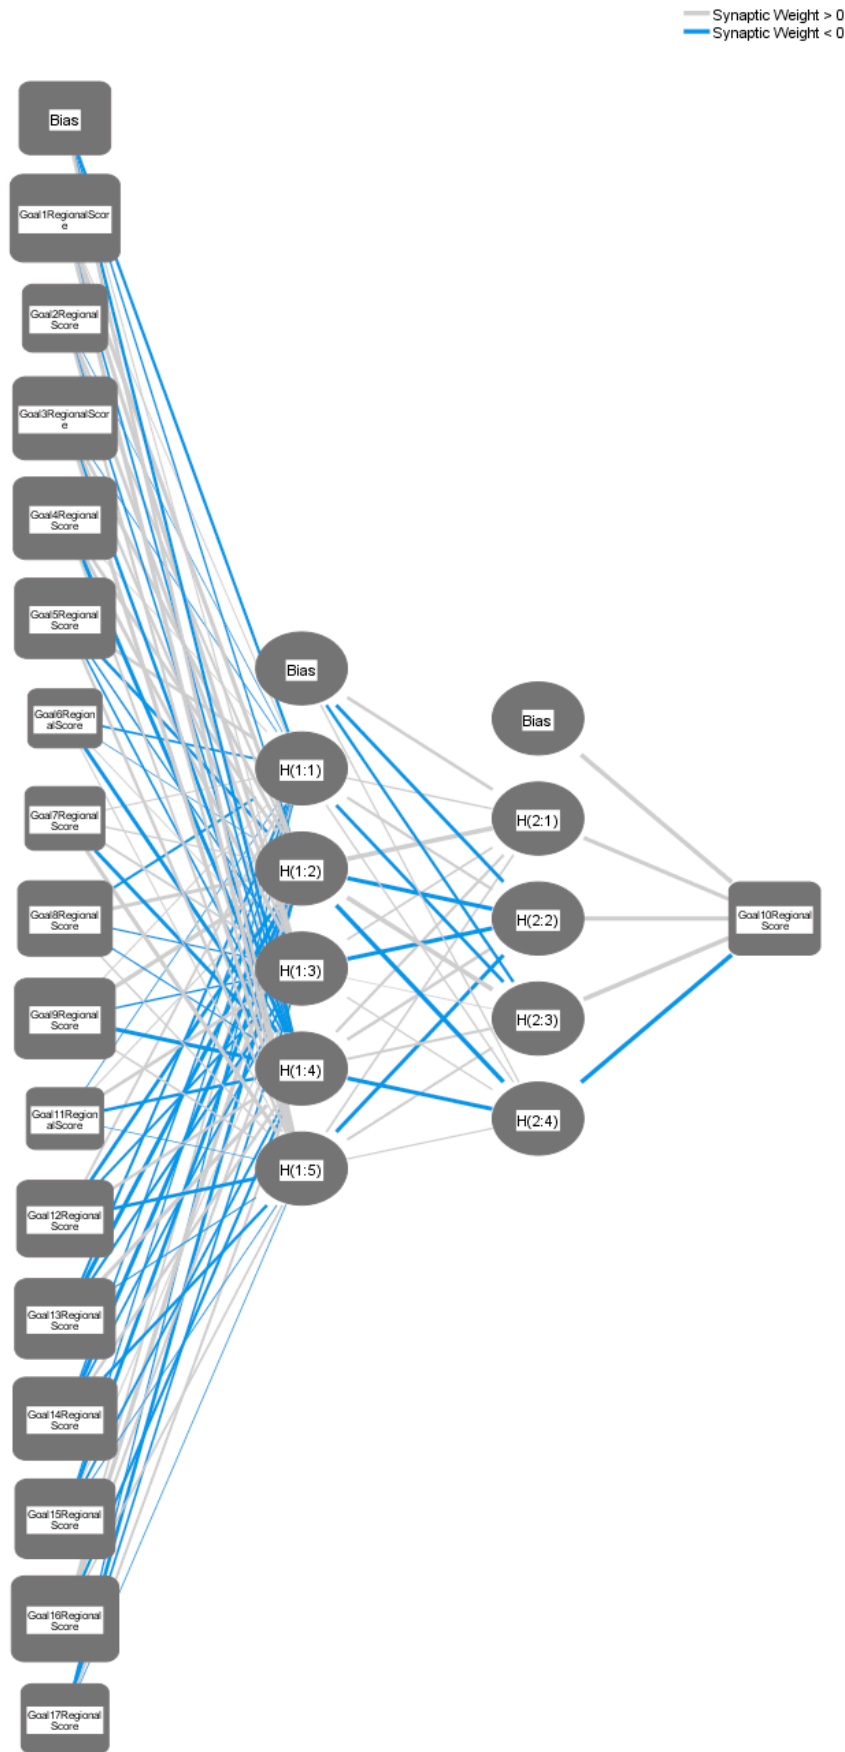 Synaptic Weight > 0
Synaptic Weight < 0
Bias
Goal1RegionalScor
e
Goal2Regional
Score
Goal3RegionalScor
e
Goal4Regional
Score
Goal5Regional
Score
Goal6Region
alScore
Goal7Regional
Score
Goal8Regional
Score
Goal9Regional
Score
Goal11Region
alScore
Goal12Regional
Score
Goal13Regional
Score
Goal14Regional
Score
Goal15Regional
Score
Goal16Regional
Score
Goal17Regional
Score
Bias
H(1:1)
H(1:2)
H(1:3)
H(1:4)
H(1:5)
Bias
H(2:1)
H(2:2)
H(2:3)
H(2:4)
Goal10Regional
Score